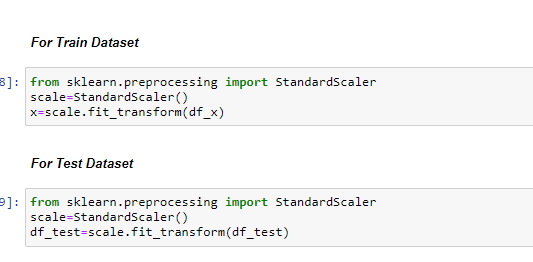 For Train Dataset
8]: from sklearn.preprocessing import StandardScaler
scale=StandardScaler()
x=scale.fit_transform(df_x)
For Test Dataset
9]: from sklearn.preprocessing import StandardScaler
scale=StandardScaler()
df_test=scale.fit_transform(df_test)